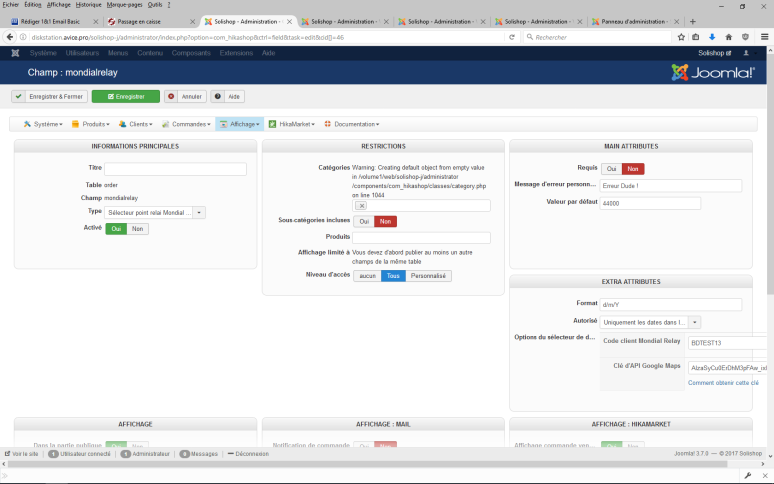 Fichier Edition Affichage Historique Marque-pages Outils ?
Rédiger 1&1 Email Basic
Passage en caisse
Solishop - Administration -
Solishop - Administration -
Solishop - Administration -
Solishop - Administration -
Panneau d'administration -
diskstation.avice.pro/solishop-j/administrator/index.php?option=com_hikashop&ctrl=field&task=edit&cid[]=46
Rechercher
Système Utilisateurs Menus Contenu Composants Extensions Aide
Solishop
Champ : mondialrelay
Joomla!
Enregistrer & Fermer
Enregistrer
Annuler
Aide
Système Produits Clients Commandes Affichage HikaMarket Documentation
INFORMATIONS PRINCIPALES
Titre
Table order
Champ mondialrelay
Type Sélecteur point relai Mondial ...
Activé Oui Non
RESTRICTIONS
Catégories Warning: Creating default object from empty value
in /volume1/web/solishop-j/administrator
/components/com_hikashop/classes/category.php
on line 1044
Sous-catégories incluses Oui Non
Produits
Affichage limité à Vous devez d'abord publier au moins un autre
champs de la même table
Niveau d'accès aucun Tous Personnalisé
MAIN ATTRIBUTES
Requis Oui Non
Message d'erreur personn... Erreur Dude !
Valeur par défaut 44000
EXTRA ATTRIBUTES
Format d/m/Y
Autorisé Uniquement les dates dans l...
Options du sélecteur de d...
Code client Mondial Relay BDTEST13
Clé d'API Google Maps
Comment obtenir cette clé
AFFICHAGE
Dans la partie publique Oui Non
AFFICHAGE : MAIL
Notification de commande Oui Non
AFFICHAGE : HIKAMARKET
Affichage commande ven... Oui Non
Voir le site 1 Utilisateur connecté 1 Administrateur 0 Messages Déconnexion
Joomla! 3.7.0 — © 2017 Solishop